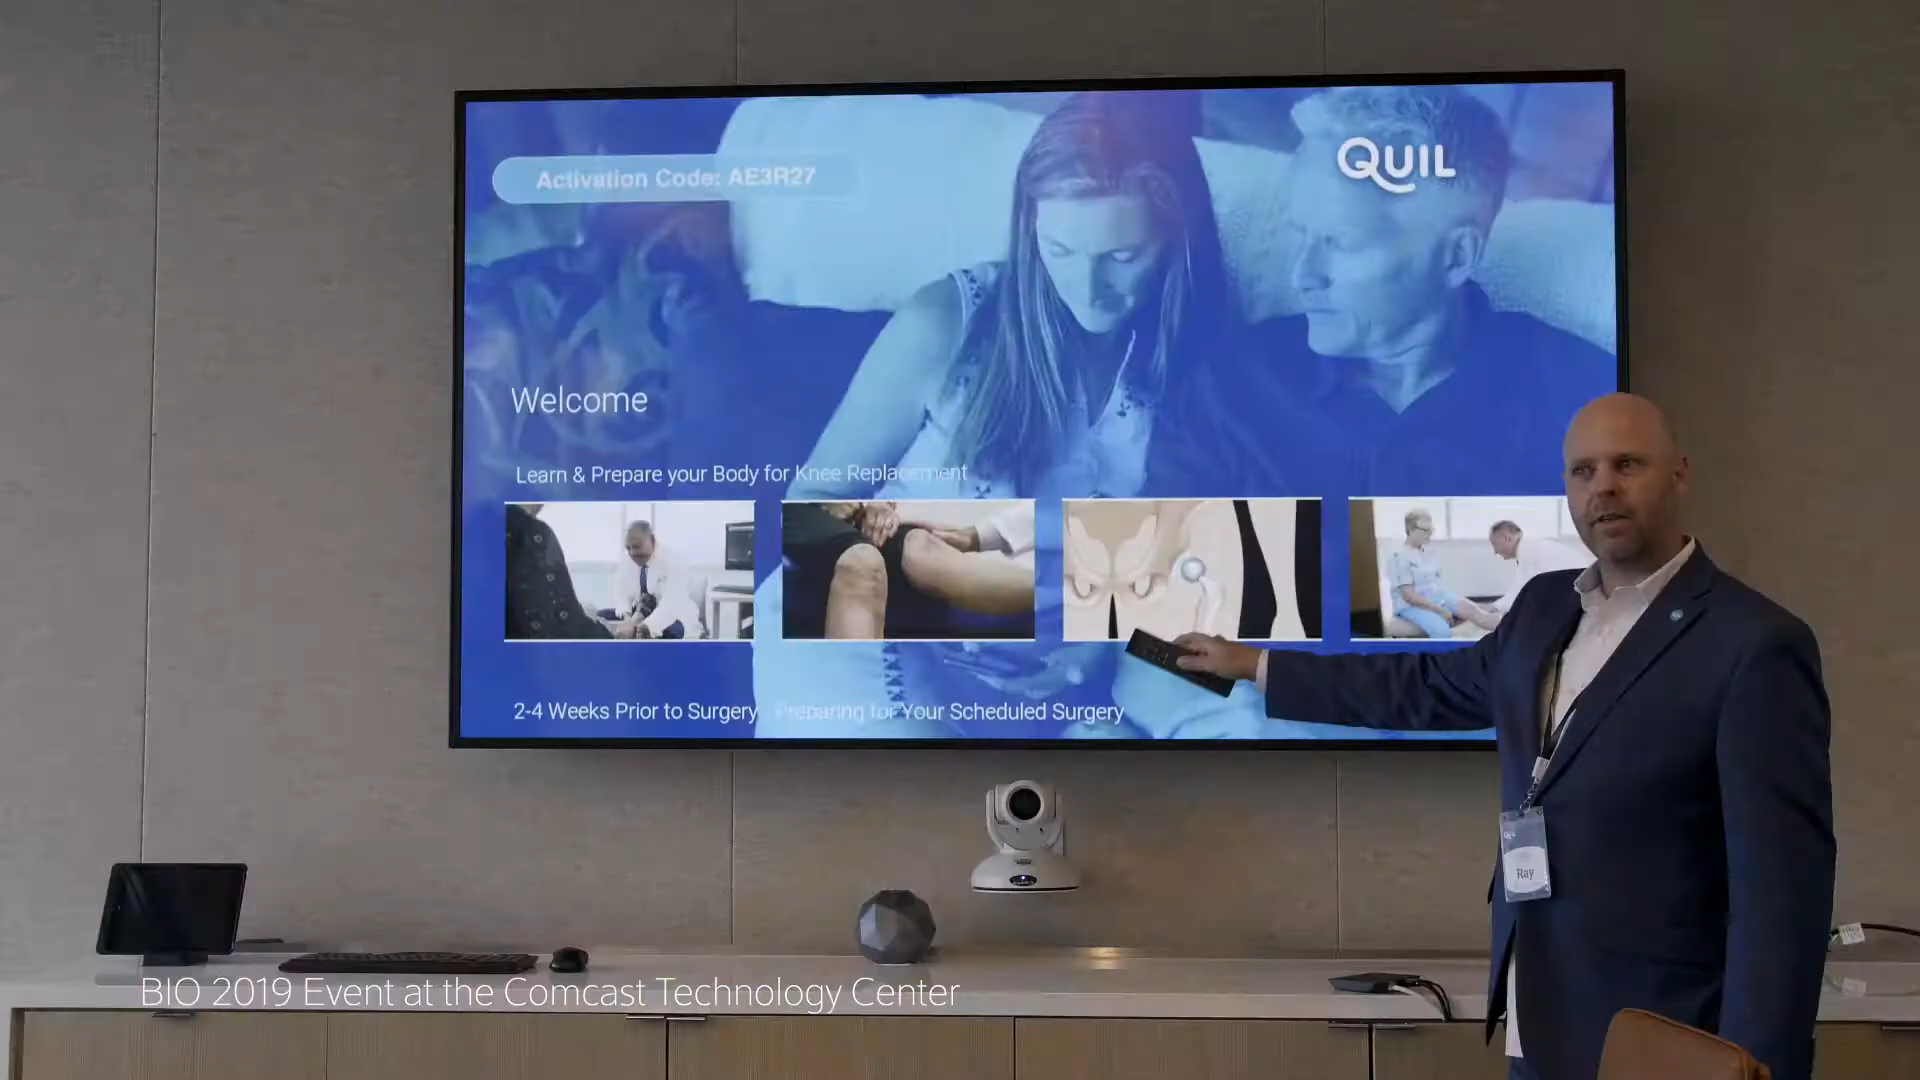 Activation Code: AE3R27
QUIL
Welcome
Learn & Prepare your Body for Knee Replacement
2-4 Weeks Prior to Surgery Preparing for Your Scheduled Surgery
Ray
BIO 2019 Event at the Comcast Technology Center